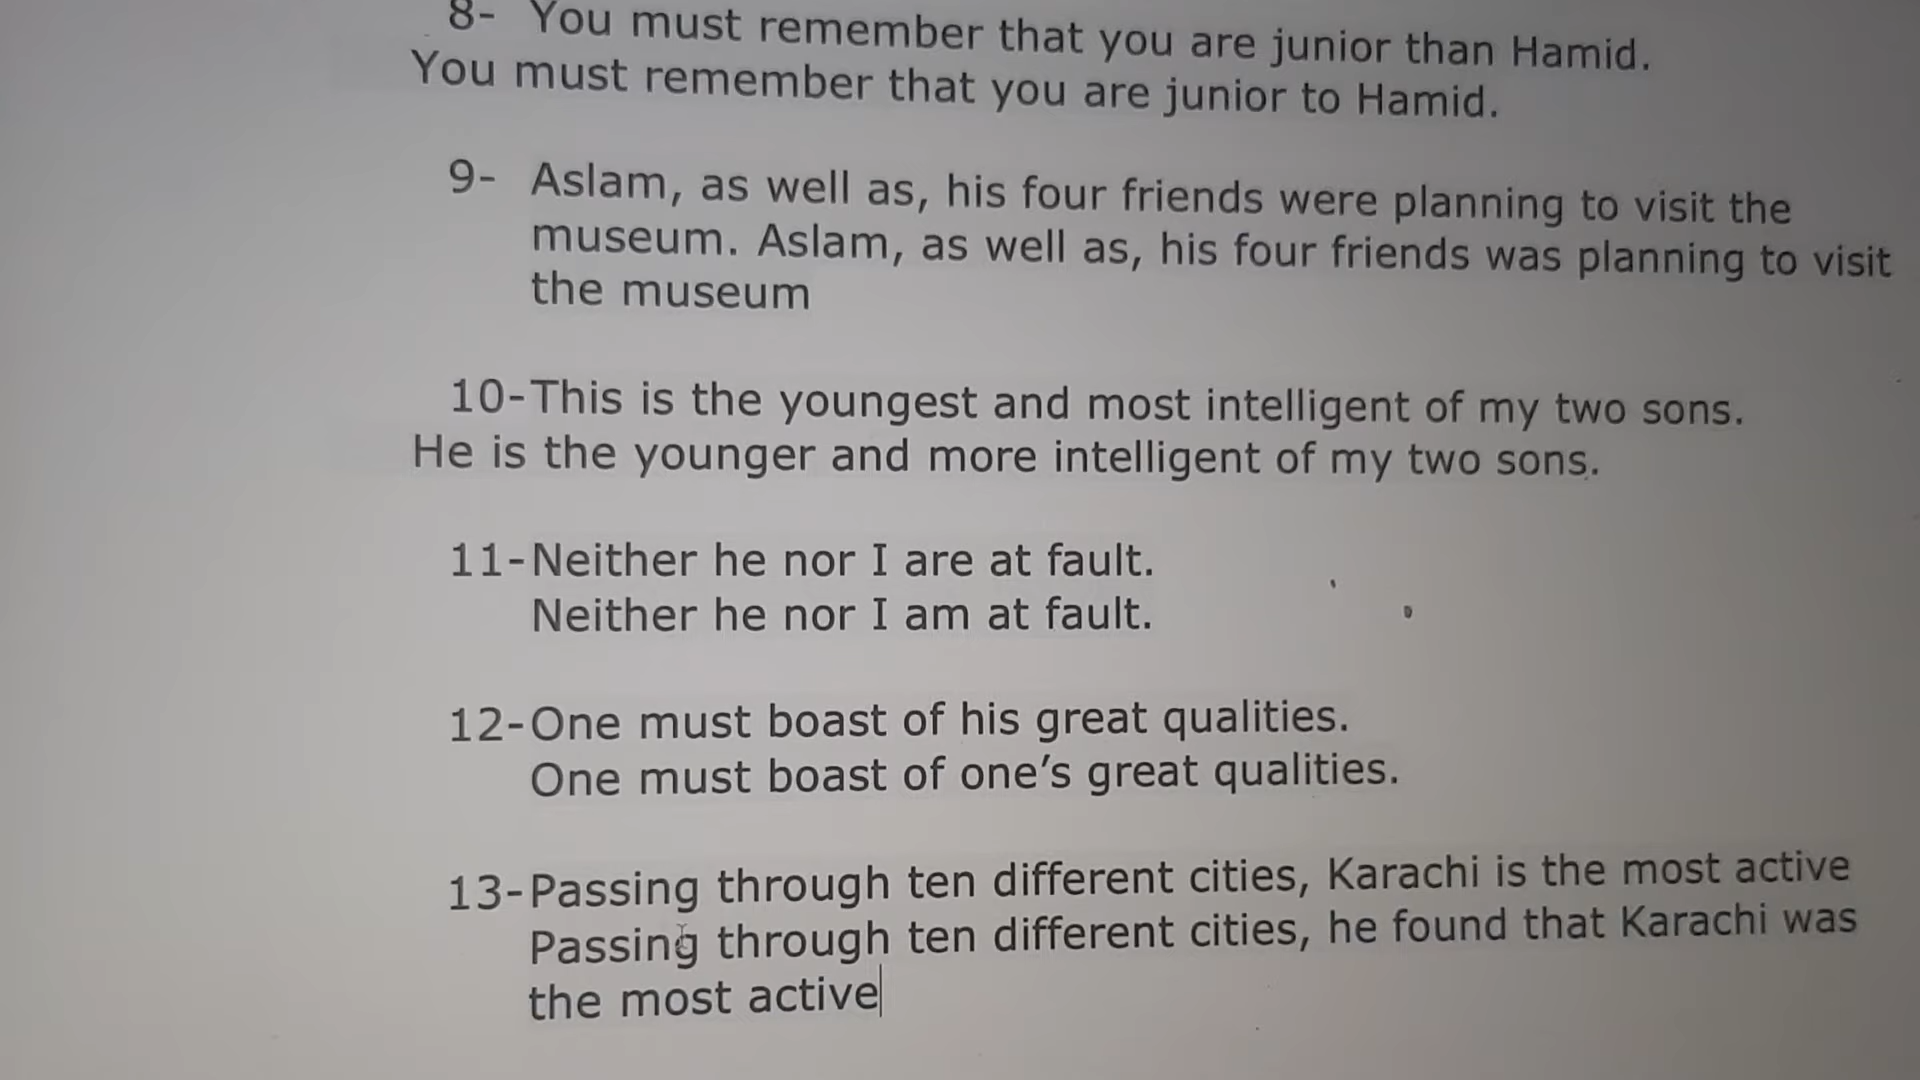 8- You must remember that you are junior than Hamid.
You must remember that you are junior to Hamid.
9- Aslam, as well as, his four friends were planning to visit the
museum. Aslam, as well as, his four friends was planning to visit
the museum
10-This is the youngest and most intelligent of my two sons.
He is the younger and more intelligent of my two sons.
11-Neither he nor I are at fault.
Neither he nor I am at fault.
12-One must boast of his great qualities.
One must boast of one's great qualities.
13-Passing through ten different cities, Karachi is the most active
Passing through ten different cities, he found that Karachi was
the most active